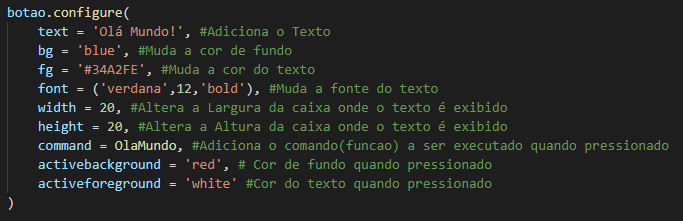 botao.configure(
    text = 'Olá Mundo!', #Adiciona o Texto
    bg = 'blue', #Muda a cor de fundo
    fg = '#34A2FE', #Muda a cor do texto
    font = ('verdana',12,'bold'), #Muda a fonte do texto
    width = 20, #Altera a Largura da caixa onde o texto é exibido
    height = 20, #Altera a Altura da caixa onde o texto é exibido
    command = OlaMundo, #Adiciona o comando(funcao) a ser executado quando pressionado
    activebackground = 'red', # Cor de fundo quando pressionado
    activeforeground = 'white' #Cor do texto quando pressionado
)